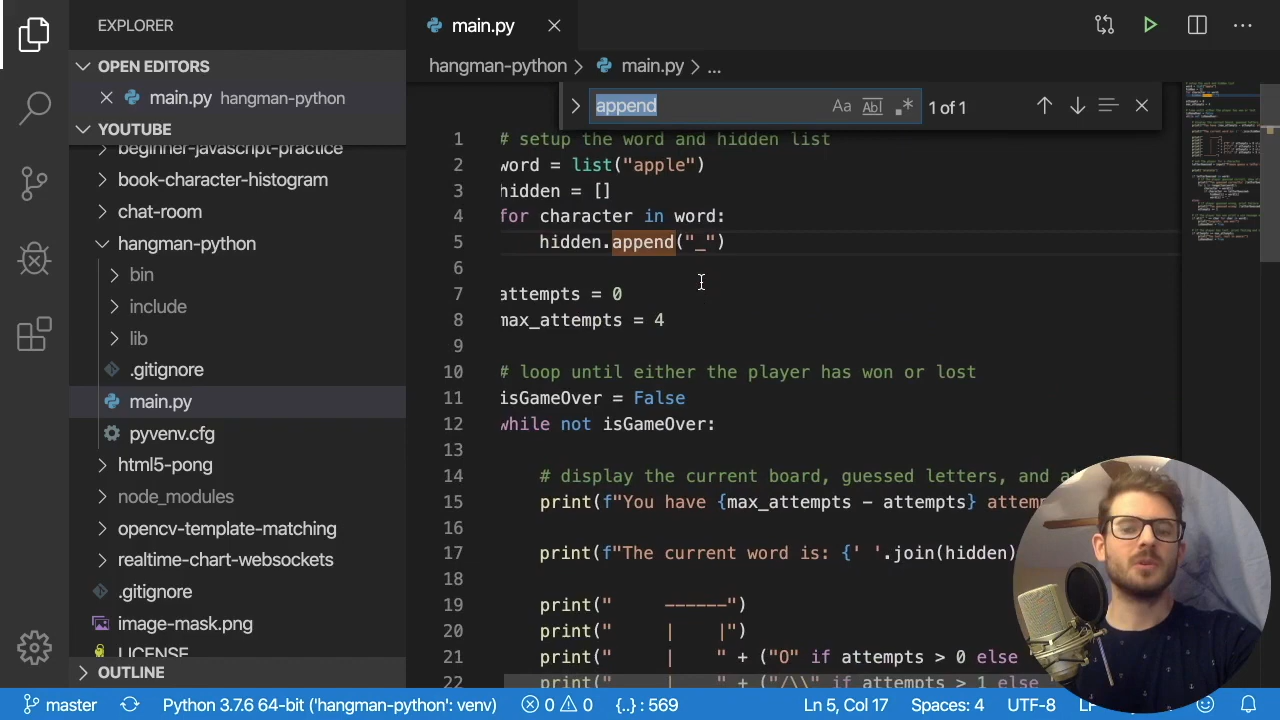 EXPLORER
OPEN EDITORS
main.py hangman-python
YOUTUBE
beginner-javascript-practice
book-character-histogram
chat-room
hangman-python
bin
include
lib
.gitignore
main.py
pyvenv.cfg
html5-pong
node_modules
opencv-template-matching
realtime-chart-websockets
.gitignore
image-mask.png
LICENSE
OUTLINE
main.py
hangman-python > main.py > ...
append Aa Abl .* 1 of 1
1 # setup the word and hidden list
2 word = list("apple")
3 hidden = []
4 for character in word:
5 hidden.append("_")
6
7 attempts = 0
8 max_attempts = 4
9
10 # loop until either the player has won or lost
11 isGameOver = False
12 while not isGameOver:
13
14 # display the current board, guessed letters, and a
15 print(f"You have {max_attempts - attempts} attem
16
17 print(f"The current word is: {' '.join(hidden)
18
19 print("     ------")
20 print("     |    |")
21 print("     |    " + ("O" if attempts > 0 else
22 print("     |    " + ("/\\" if attempts > 1 else
master Python 3.7.6 64-bit ('hangman-python': venv) 0 0 {..} : 569 Ln 5, Col 17 Spaces: 4 UTF-8 LF